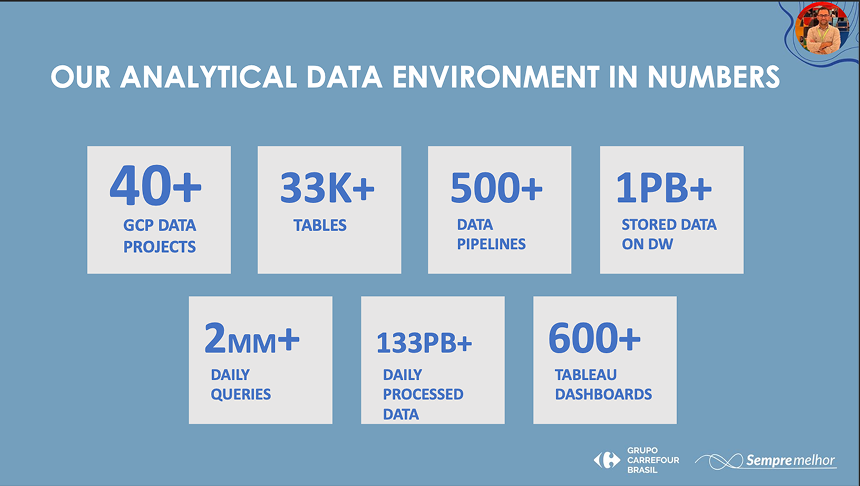 OUR ANALYTICAL DATA ENVIRONMENT IN NUMBERS
40+
GCP DATA
PROJECTS
33K+
TABLES
500+
DATA
PIPELINES
1PB+
STORED DATA
ON DW
2MM+
DAILY
QUERIES
133PB+
DAILY
PROCESSED
DATA
600+
TABLEAU
DASHBOARDS
GRUPO
CARREFOUR
BRASIL
Sempre melhor